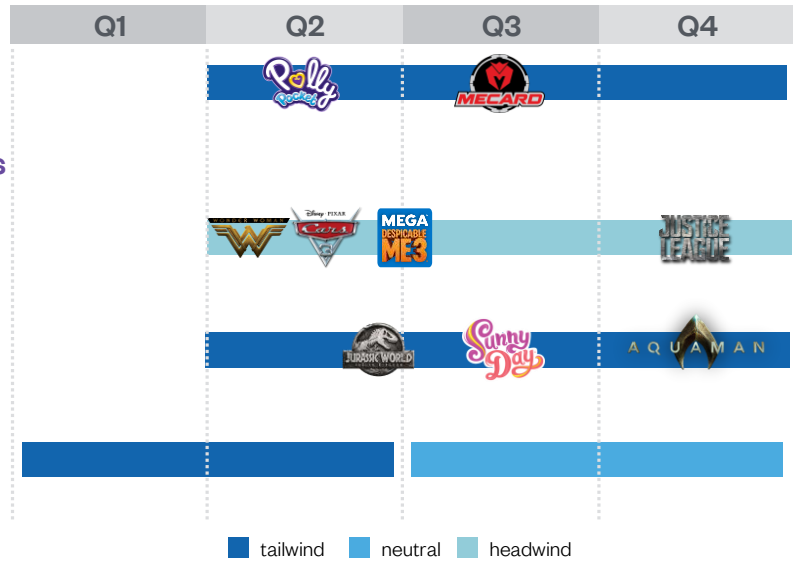 Q1 Q2 Q3 Q4
Polly
Pocket
MECARD
s
WONDER WOMAN
Disney · PIXAR
Cars
3
MEGA
DESPICABLE
ME3
JUSTICE
LEAGUE
JURASSIC WORLD
Sunny
Day
AQUAMAN
tailwind neutral headwind